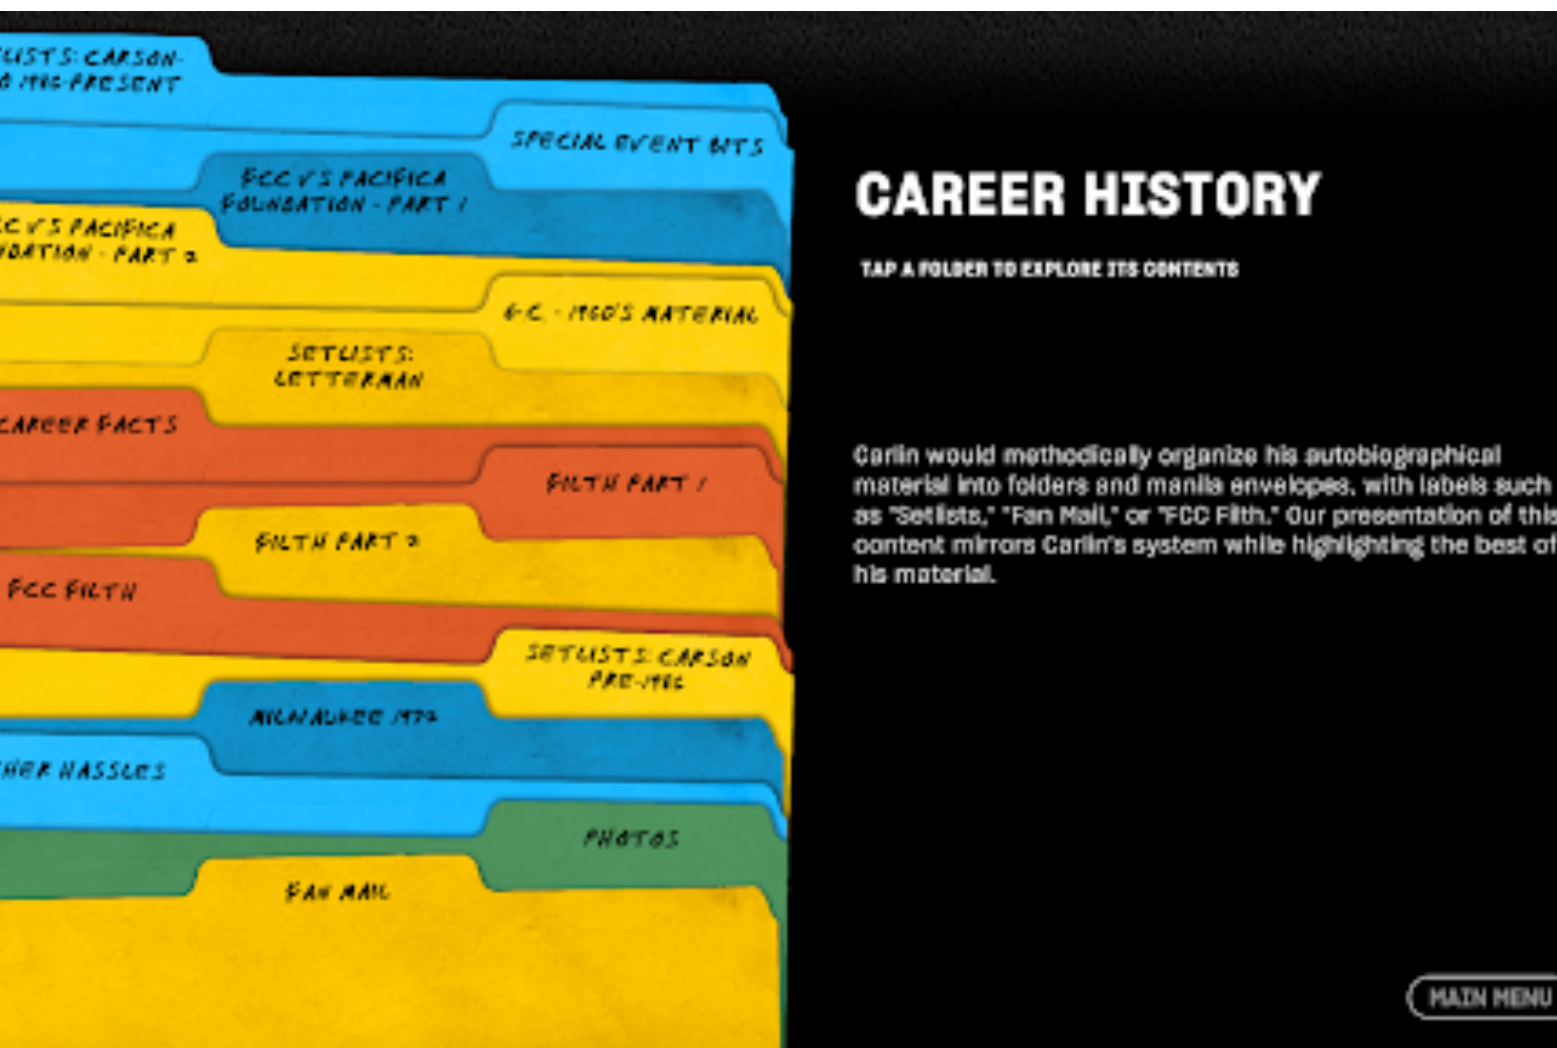 SETLISTS: CARSON-
1986-PRESENT
SPECIAL EVENT BITS
FCC VS PACIFICA
FOUNDATION - PART 1
VS PACIFICA
- PART 2
G.C. - 1960'S MATERIAL
SETLISTS:
LETTERMAN
CAREER FACTS
FILTH PART 1
FILTH PART 2
FCC FILTH
SETLISTS: CARSON
PRE-1986
MILWAUKEE 1972
HASSLES
PHOTOS
FAN MAIL
CAREER HISTORY
TAP A FOLDER TO EXPLORE ITS CONTENTS
Carlin would methodically organize his autobiographical
material into folders and manila envelopes, with labels such
as "Setlists," "Fan Mail," or "FCC Filth." Our presentation of this
content mirrors Carlin's system while highlighting the best of
his material.
MAIN MENU